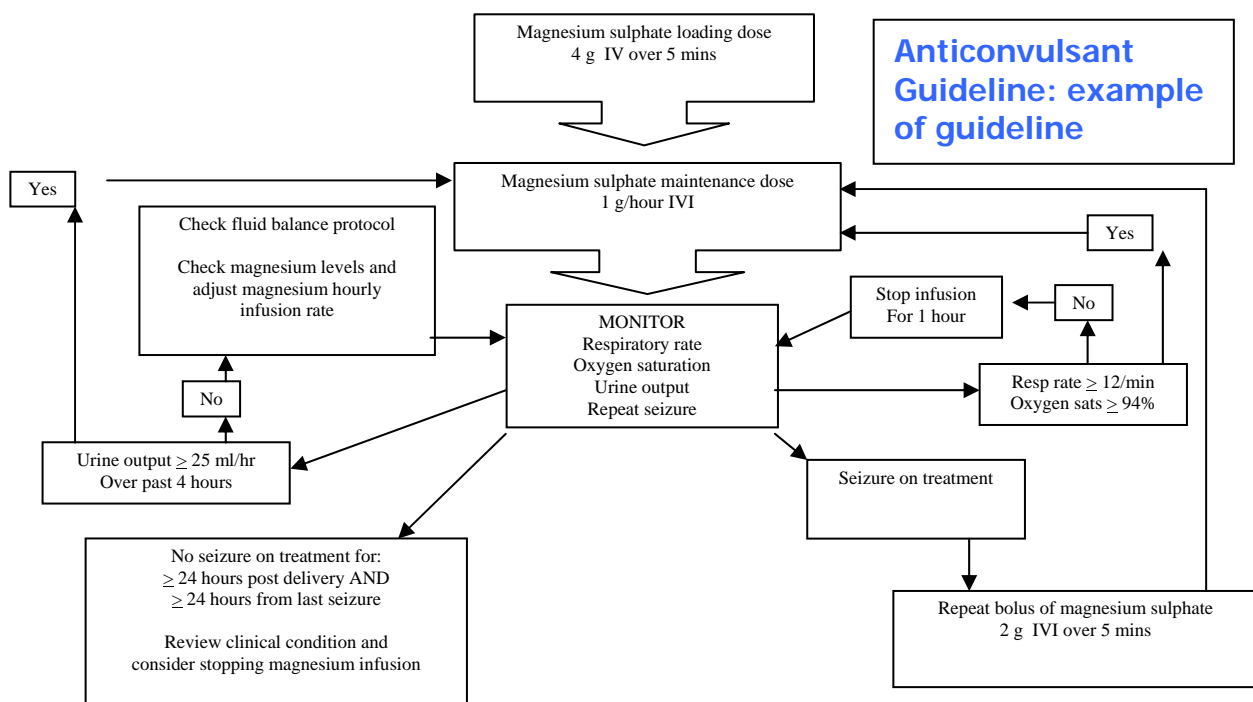 Magnesium sulphate loading dose
4 g IV over 5 mins
Anticonvulsant
Guideline: example
of guideline
Yes
Magnesium sulphate maintenance dose
1 g/hour IVI
Check fluid balance protocol
Check magnesium levels and
adjust magnesium hourly
infusion rate
Yes
Stop infusion
For 1 hour
No
MONITOR
Respiratory rate
Oxygen saturation
Urine output
Repeat seizure
Resp rate ≥ 12/min
Oxygen sats ≥ 94%
No
Urine output ≥ 25 ml/hr
Over past 4 hours
Seizure on treatment
No seizure on treatment for:
≥ 24 hours post delivery AND
≥ 24 hours from last seizure
Review clinical condition and
consider stopping magnesium infusion
Repeat bolus of magnesium sulphate
2 g IVI over 5 mins